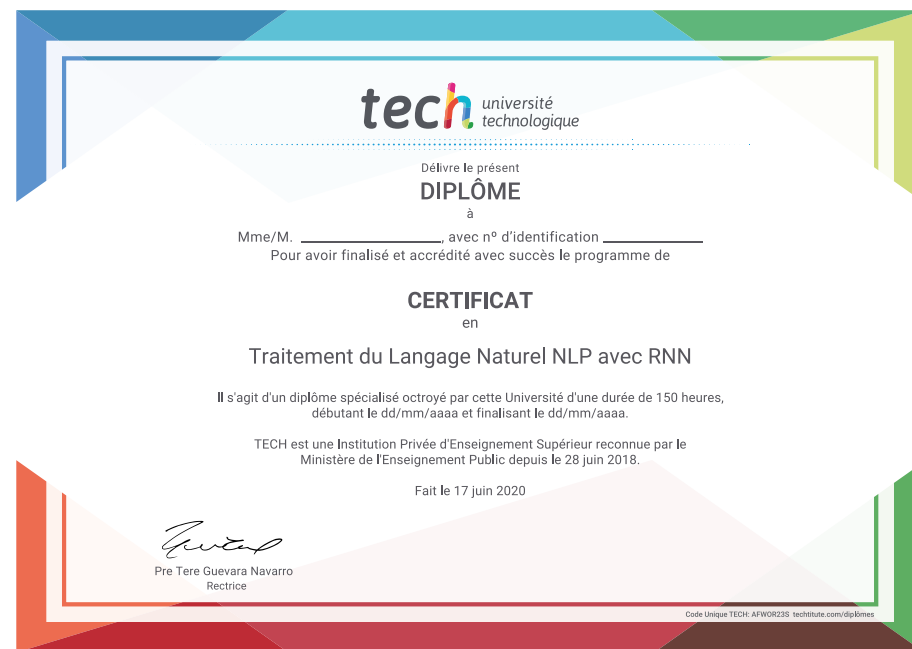 tech université
technologique
Délivre le présent
DIPLÔME
à
Mme/M. ____________________, avec nº d'identification ______________
Pour avoir finalisé et accrédité avec succès le programme de
CERTIFICAT
en
Traitement du Langage Naturel NLP avec RNN
Il s'agit d'un diplôme spécialisé octroyé par cette Université d'une durée de 150 heures,
débutant le dd/mm/aaaa et finalisant le dd/mm/aaaa.
TECH est une Institution Privée d'Enseignement Supérieur reconnue par le
Ministère de l'Enseignement Public depuis le 28 juin 2018.
Fait le 17 juin 2020
Pre Tere Guevara Navarro
Rectrice
Code Unique TECH: AFWOR23S techtitute.com/diplômes